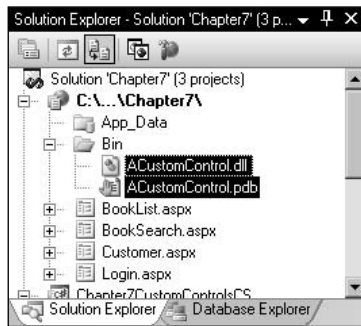 Solution Explorer - Solution 'Chapter7' (3 p...
Solution 'Chapter7' (3 projects)
C:\...\Chapter7\
App_Data
Bin
ACustomControl.dll
ACustomControl.pdb
BookList.aspx
BookSearch.aspx
Customer.aspx
Login.aspx
Chapter7CustomControlsCS
Solution Explorer Database Explorer